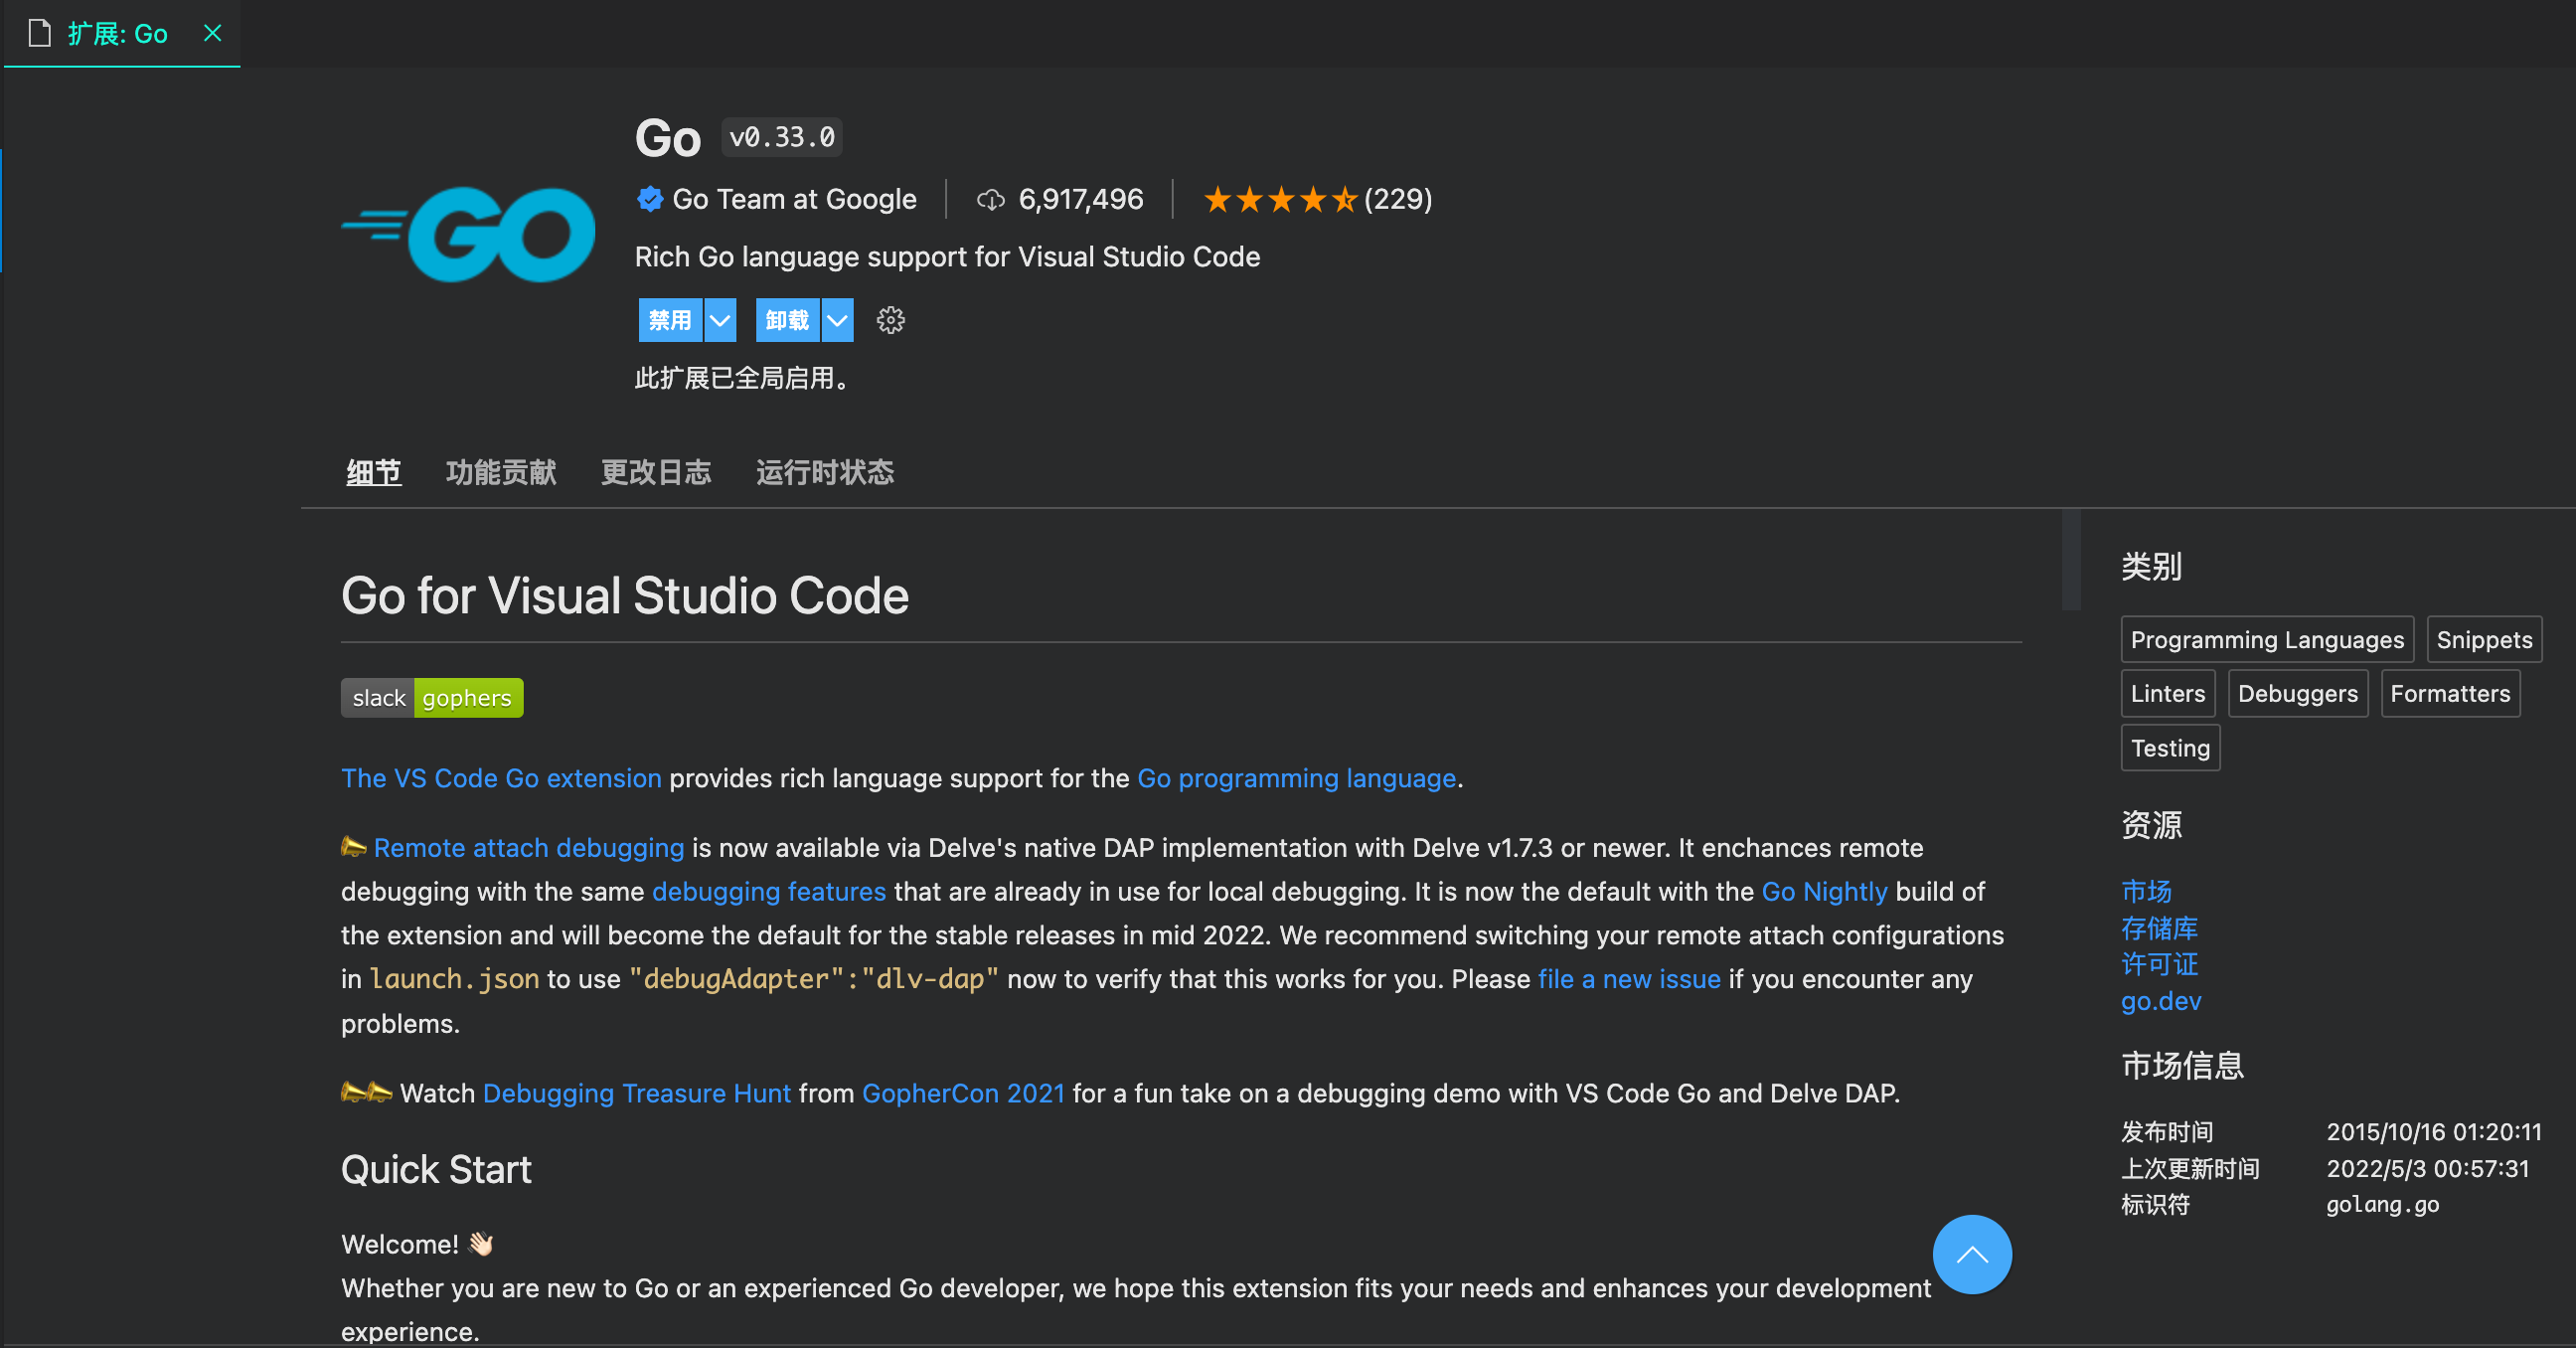 扩展: Go
GO
Go v0.33.0
Go Team at Google 6,917,496 (229)
Rich Go language support for Visual Studio Code
禁用 卸载
此扩展已全局启用。
细节 功能贡献 更改日志 运行时状态
Go for Visual Studio Code
slack gophers
The VS Code Go extension provides rich language support for the Go programming language.
Remote attach debugging is now available via Delve's native DAP implementation with Delve v1.7.3 or newer. It enchances remote
debugging with the same debugging features that are already in use for local debugging. It is now the default with the Go Nightly build of
the extension and will become the default for the stable releases in mid 2022. We recommend switching your remote attach configurations
in launch.json to use "debugAdapter":"dlv-dap" now to verify that this works for you. Please file a new issue if you encounter any
problems.
Watch Debugging Treasure Hunt from GopherCon 2021 for a fun take on a debugging demo with VS Code Go and Delve DAP.
Quick Start
Welcome! 👋🏻
Whether you are new to Go or an experienced Go developer, we hope this extension fits your needs and enhances your development
experience.
类别
Programming Languages Snippets
Linters Debuggers Formatters
Testing
资源
市场
存储库
许可证
go.dev
市场信息
发布时间 2015/10/16 01:20:11
上次更新时间 2022/5/3 00:57:31
标识符 golang.go